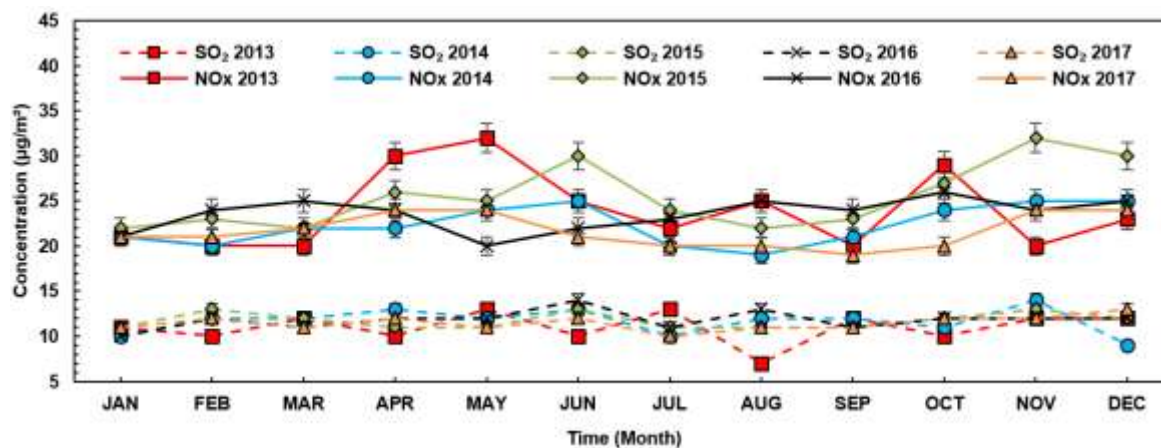 45
40
35
30
25
20
15
10
5
Concentration (µg/m³)
SO₂ 2013 SO₂ 2014 SO₂ 2015 SO₂ 2016 SO₂ 2017
NOx 2013 NOx 2014 NOx 2015 NOx 2016 NOx 2017
JAN FEB MAR APR MAY JUN JUL AUG SEP OCT NOV DEC
Time (Month)